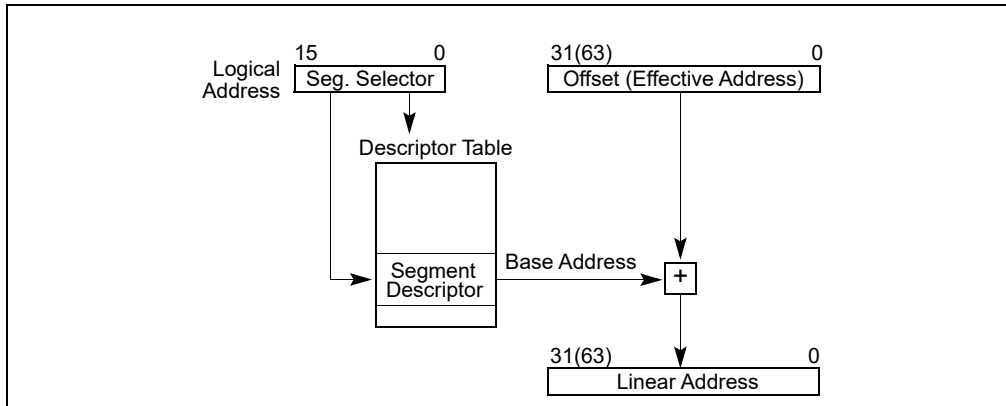 15 0 31(63) 0
Logical Address
Seg. Selector
Offset (Effective Address)
Descriptor Table
Segment
Descriptor
Base Address
+
31(63) 0
Linear Address